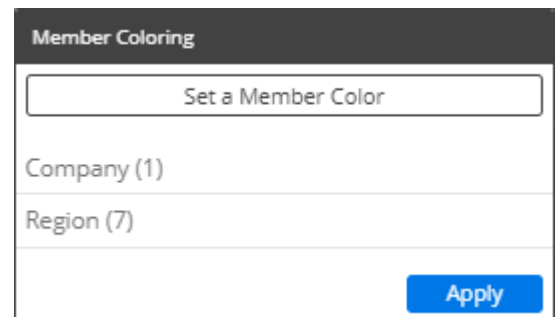 Member Coloring
Set a Member Color
Company (1)
Region (7)
Apply